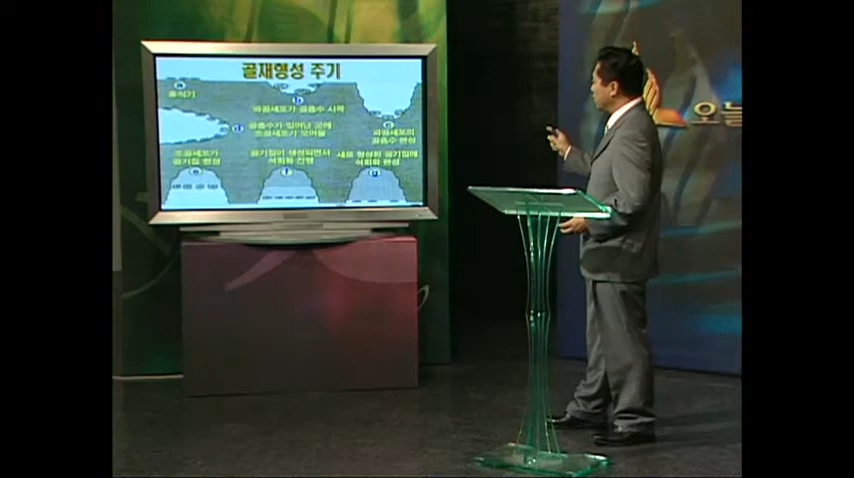 골재형성 주기
휴식기
파골세포가 골흡수 시작
골흡수가 일어난 곳에
조골세포가 모여듦
파골세포의
골흡수 완성
조골세포가
골기질 형성
골기질이 생성되면서
석회화 진행
새로 형성된 골기질에
석회화 완성
오늘